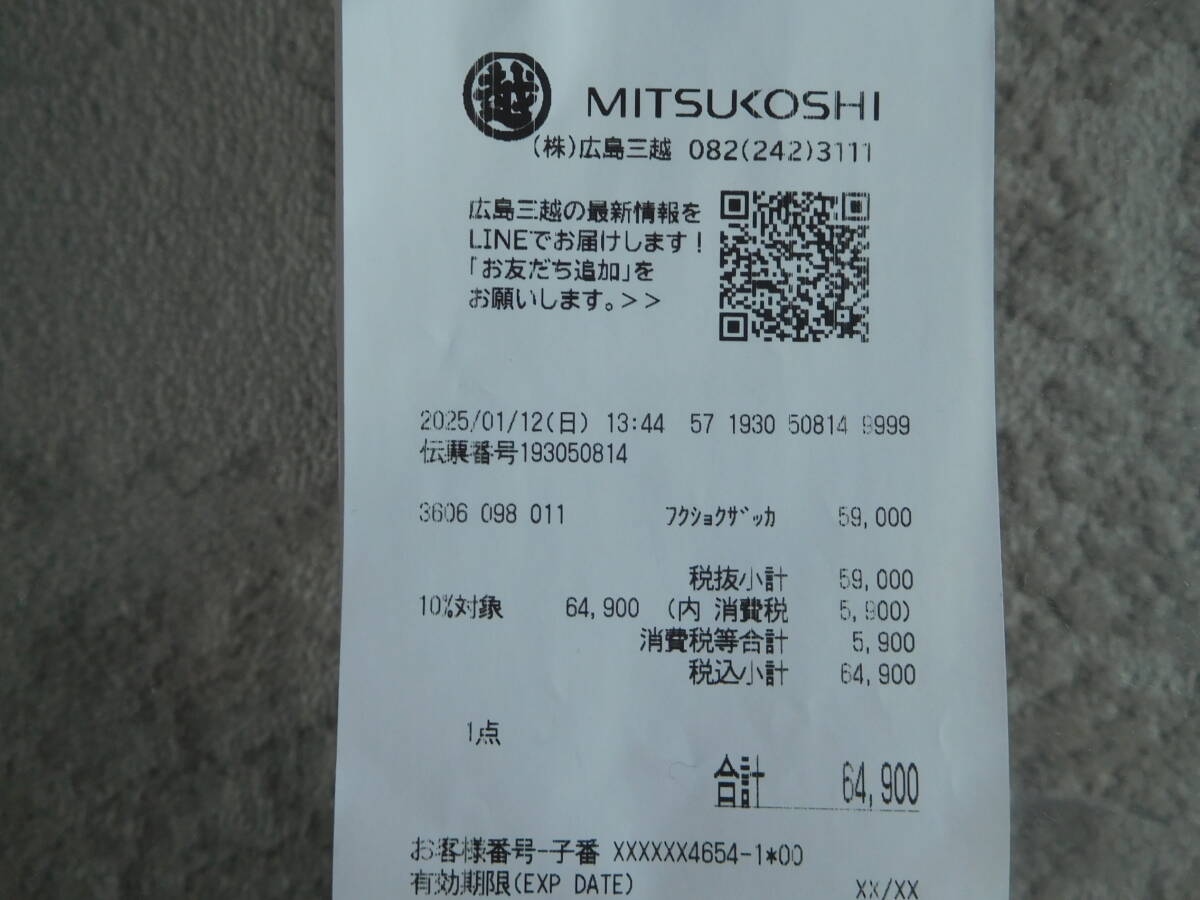 越 MITSUKOSHI
(株)広島三越 082(242)3111
広島三越の最新情報を
LINEでお届けします！
「お友だち追加」を
お願いします。>>
2025/01/12(日) 13:44 57 1930 50814 9999
伝票番号193050814
3606 098 011 ﾌｸｼｮｸｻﾞｯｶ 59,000
税抜小計 59,000
10%対象 64,900 (内 消費税 5,900)
消費税等合計 5,900
税込小計 64,900
1点
合計 64,900
お客様番号-子番 XXXXXX4654-1*00
有効期限(EXP DATE) XX/XX